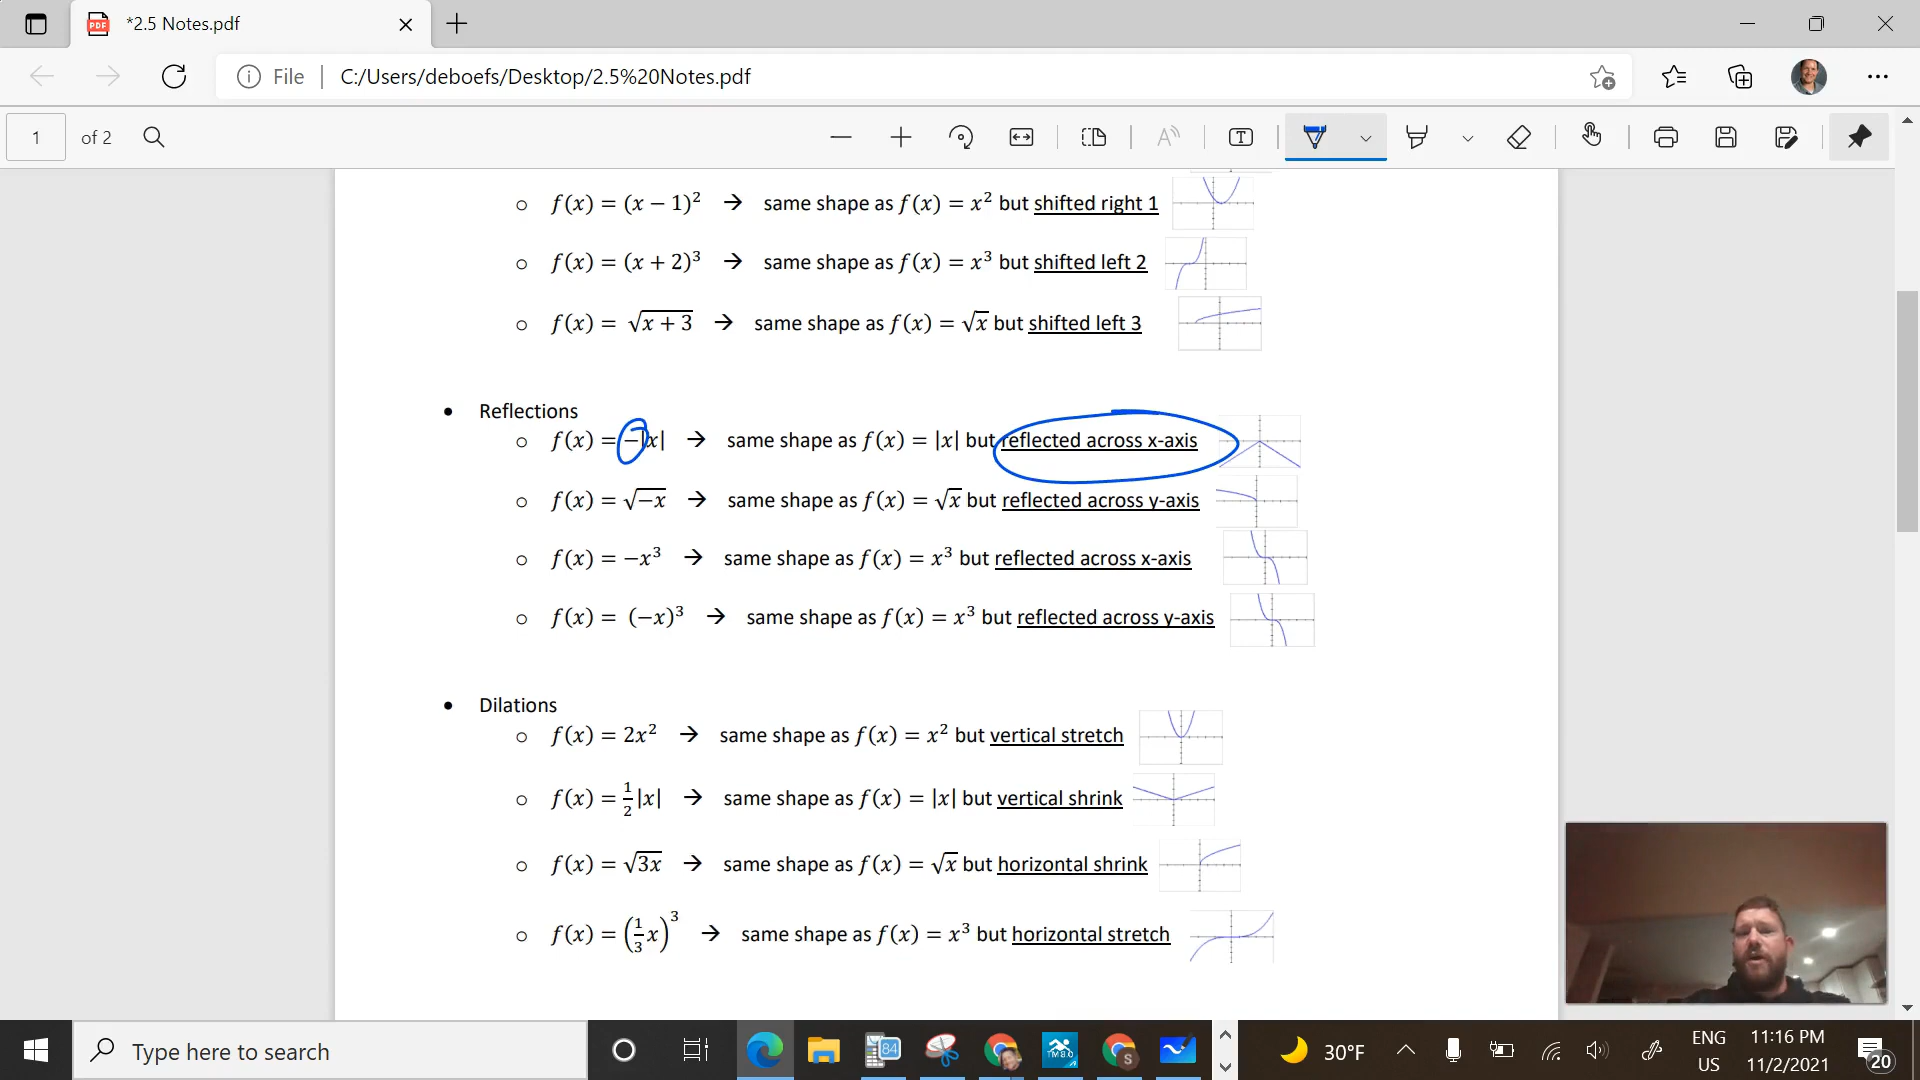 *2.5 Notes.pdf
File | C:/Users/deboefs/Desktop/2.5%20Notes.pdf
1 of 2
f(x) = (x − 1)² → same shape as f(x) = x² but shifted right 1
f(x) = (x + 2)³ → same shape as f(x) = x³ but shifted left 2
f(x) = √(x + 3) → same shape as f(x) = √x but shifted left 3
• Reflections
f(x) = −|x| → same shape as f(x) = |x| but reflected across x-axis
f(x) = √(−x) → same shape as f(x) = √x but reflected across y-axis
f(x) = −x³ → same shape as f(x) = x³ but reflected across x-axis
f(x) = (−x)³ → same shape as f(x) = x³ but reflected across y-axis
• Dilations
f(x) = 2x² → same shape as f(x) = x² but vertical stretch
f(x) = ½|x| → same shape as f(x) = |x| but vertical shrink
f(x) = √(3x) → same shape as f(x) = √x but horizontal shrink
f(x) = (⅓x)³ → same shape as f(x) = x³ but horizontal stretch
Type here to search
84
TM 8.0
S
30°F
ENG
US
11:16 PM
11/2/2021
20